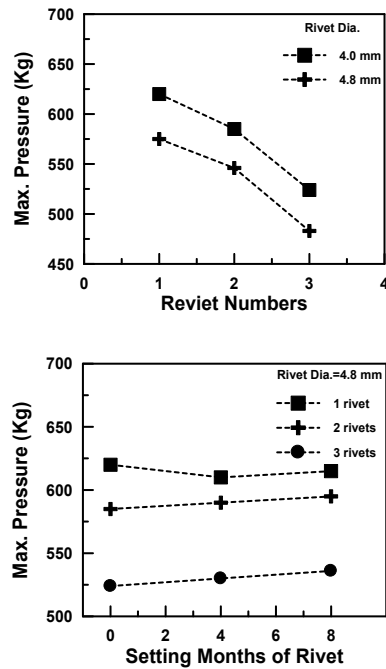 700
650
600
550
500
450
Max. Pressure (Kg)
Rivet Dia.
4.0 mm
4.8 mm
0 1 2 3 4
Reviet Numbers
700
650
600
550
500
Max. Pressure (Kg)
Rivet Dia.=4.8 mm
1 rivet
2 rivets
3 rivets
0 2 4 6 8
Setting Months of Rivet